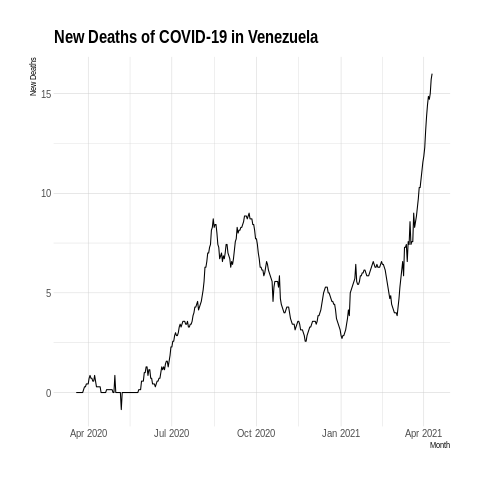 New Deaths of COVID-19 in Venezuela
New Deaths
15
10
5
0
Apr 2020 Jul 2020 Oct 2020 Jan 2021 Apr 2021
Month